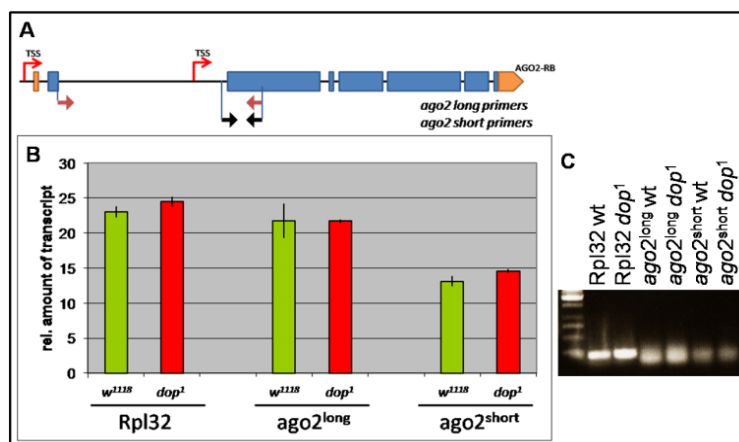 A
TSS
TSS
AGO2-RB
ago2 long primers
ago2 short primers
B
rel. amount of transcript
30
25
20
15
10
5
0
w1118 dop1 w1118 dop1 w1118 dop1
Rpl32 ago2long ago2short
C
Rpl32 wt
Rpl32 dop1
ago2long wt
ago2long dop1
ago2short wt
ago2short dop1